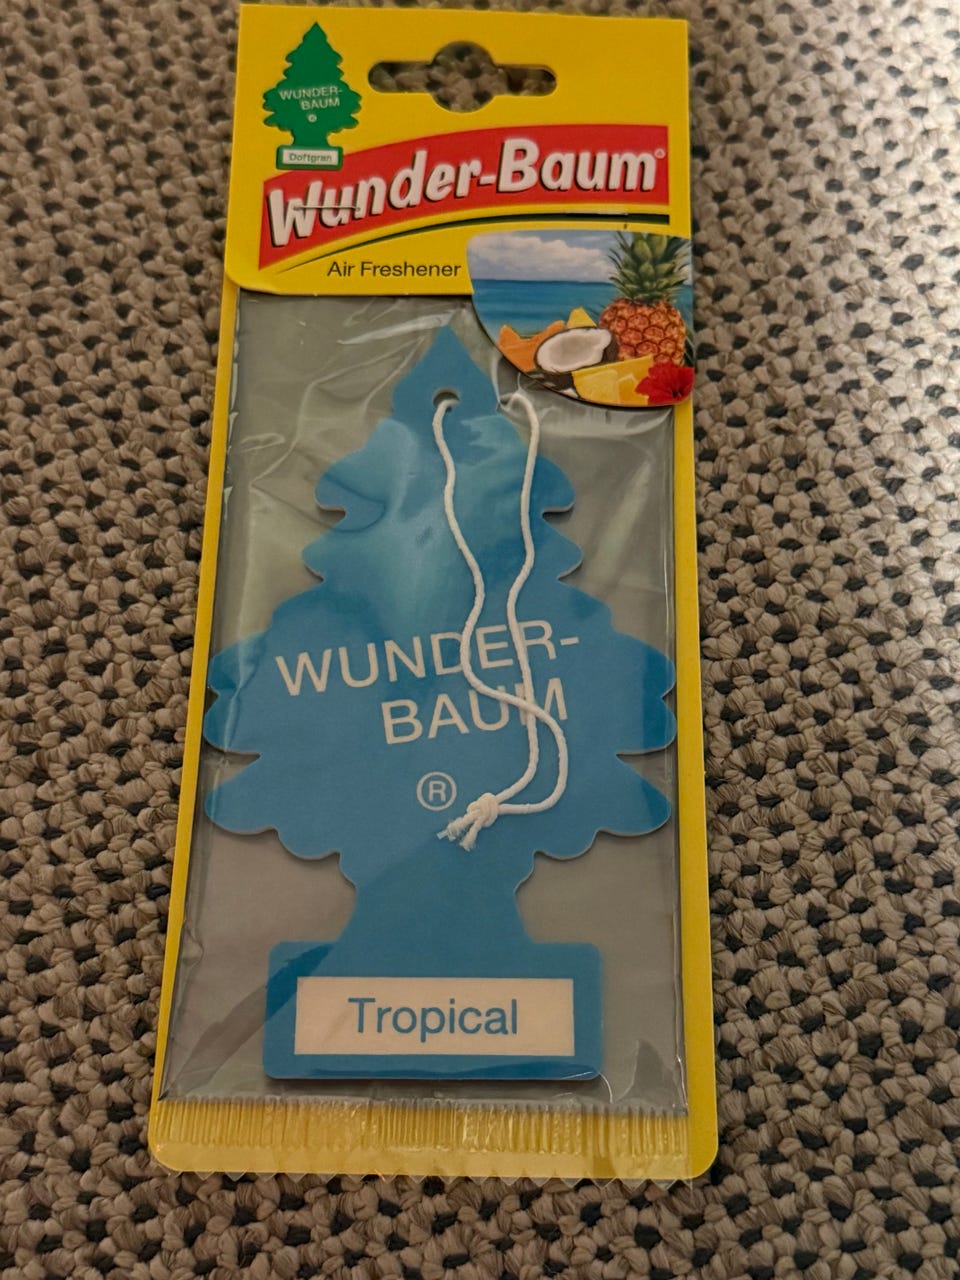 WUNDER-
BAUM
®
Doftgran
Wunder-Baum®
Air Freshener
WUNDER-
BAUM
®
Tropical